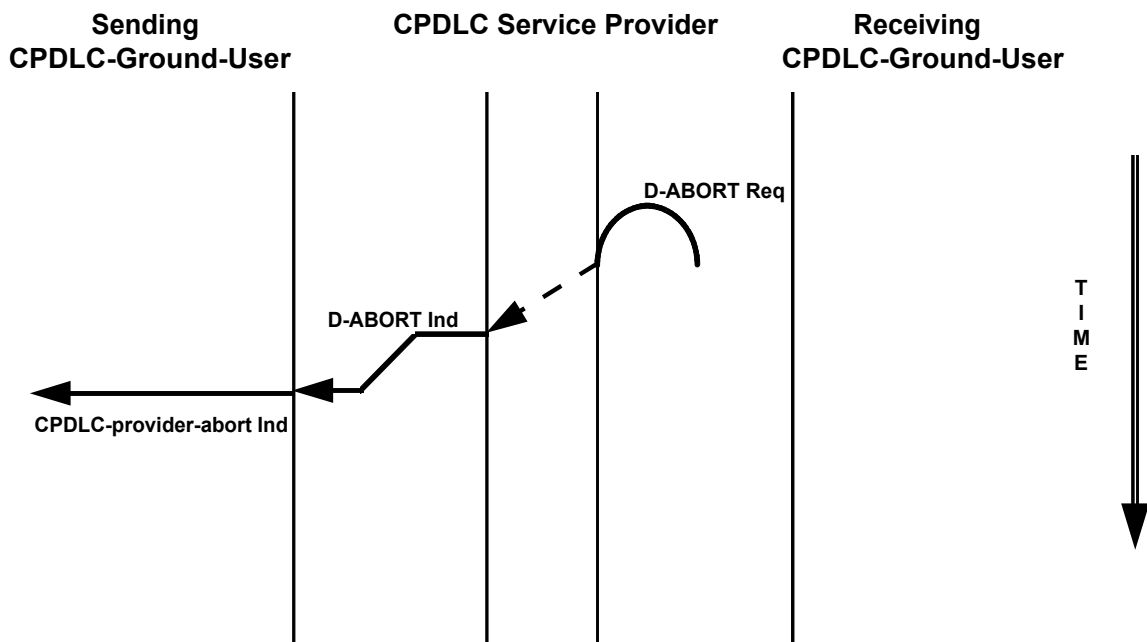 Sending
CPDLC-Ground-User
CPDLC Service Provider
Receiving
CPDLC-Ground-User
D-ABORT Req
D-ABORT Ind
CPDLC-provider-abort Ind
T
I
M
E